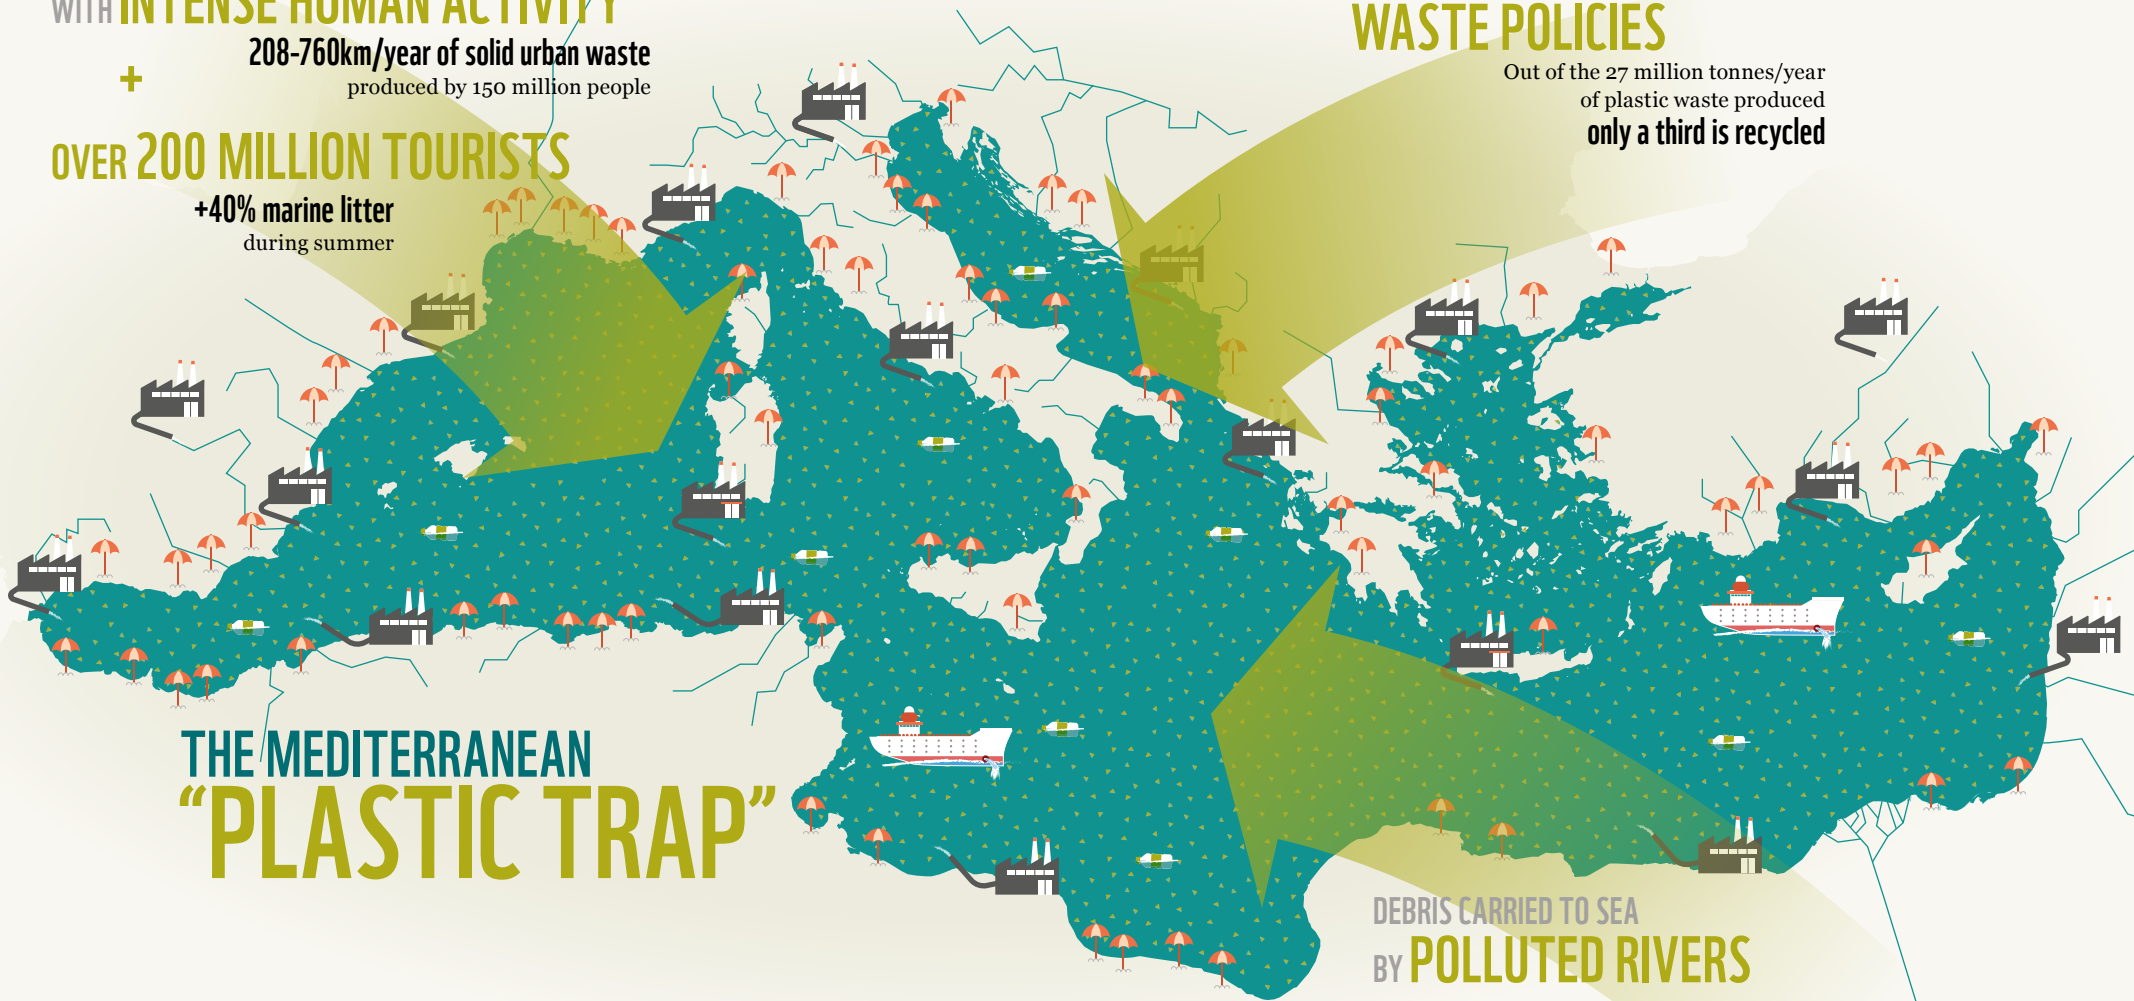 WITH INTENSE HUMAN ACTIVITY
208-760km/year of solid urban waste
produced by 150 million people
+
OVER 200 MILLION TOURISTS
+40% marine litter
during summer
WASTE POLICIES
Out of the 27 million tonnes/year
of plastic waste produced
only a third is recycled
THE MEDITERRANEAN
“PLASTIC TRAP”
DEBRIS CARRIED TO SEA
BY POLLUTED RIVERS